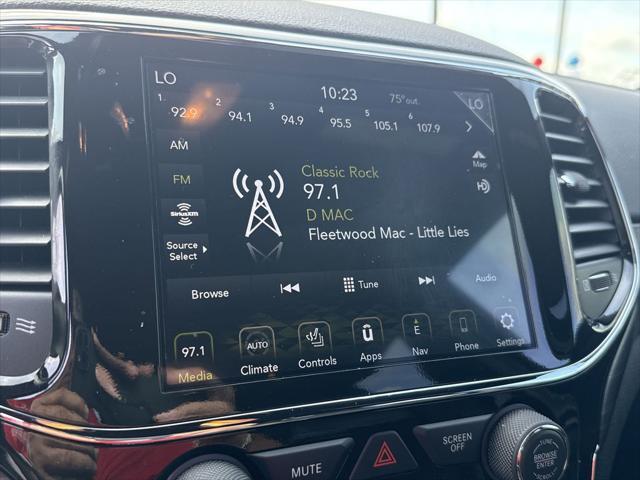 LO 10:23 75°out. LO
1 92.9 2 94.1 3 94.9 4 95.5 5 105.1 6 107.9
AM
FM
SiriusXM
Source Select
Classic Rock
97.1
D MAC
Fleetwood Mac - Little Lies
Map
HD
Browse Tune Audio
97.1 AUTO û E
Media Climate Controls Apps Nav Phone Settings
MUTE
SCREEN OFF
TUNE
BROWSE
ENTER
SCROLL